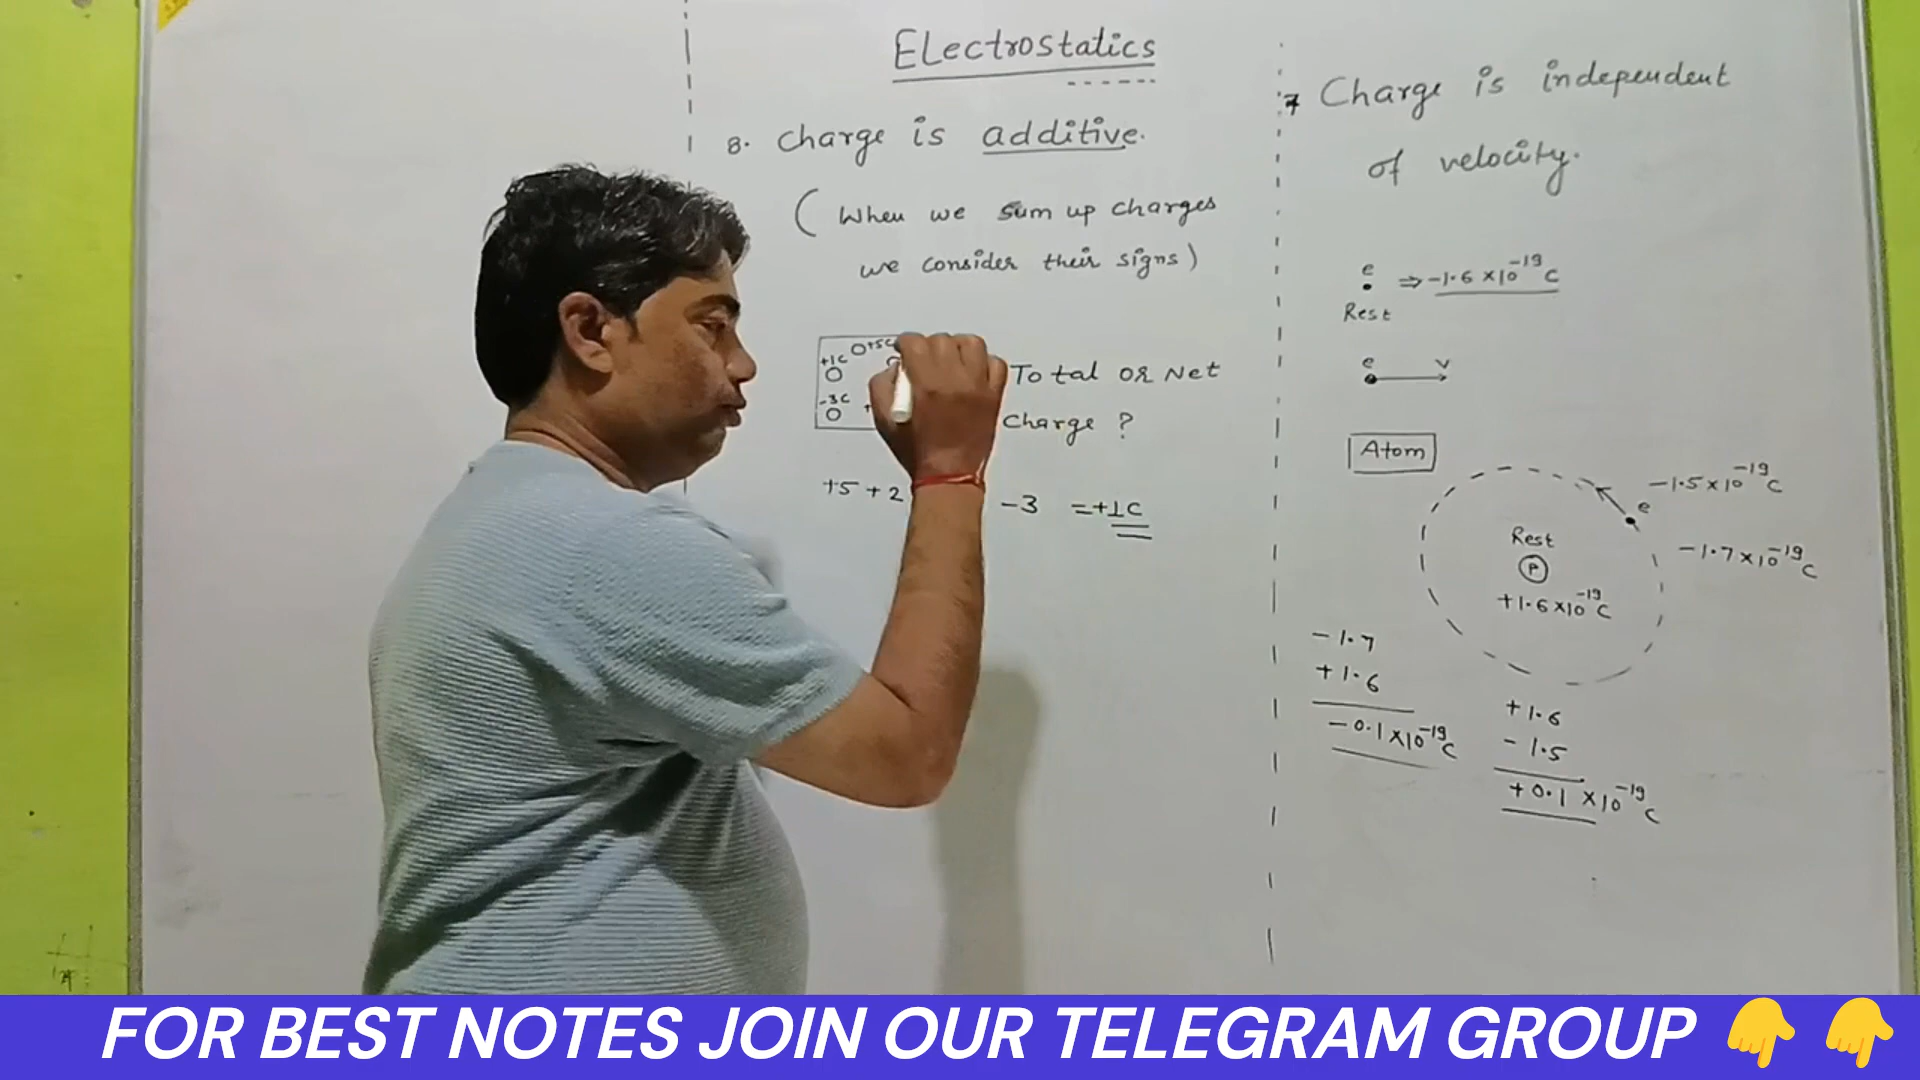 Electrostatics
8. Charge is additive.
(When we sum up charges
we consider their signs)
+1C
+5C
-3C
+
Total or Net
Charge ?
+5 +2
-3 =+1C
7 Charge is independent
of velocity.
e ⇒ -1.6 ×10⁻¹⁹ C
Rest
e v
Atom
-1.5×10⁻¹⁹ C
e
Rest
P
+1.6×10⁻¹⁹ C
-1.7×10⁻¹⁹ C
-1.7
+1.6
-0.1×10⁻¹⁹ C
+1.6
-1.5
+0.1 ×10⁻¹⁹ C
FOR BEST NOTES JOIN OUR TELEGRAM GROUP 👇 👇